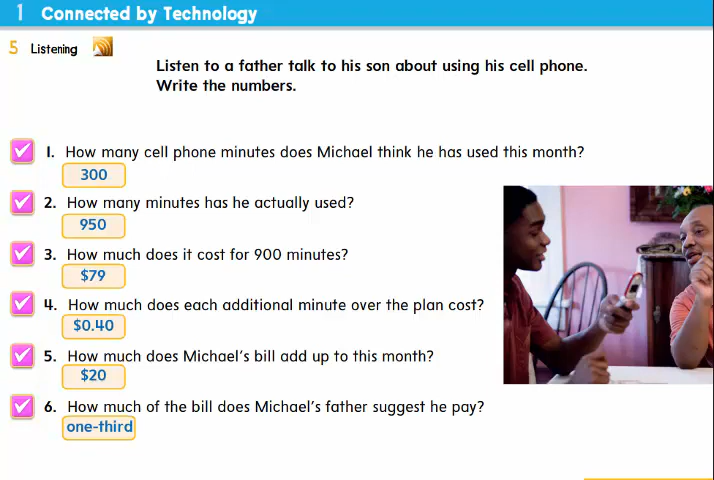 1 Connected by Technology
5 Listening
Listen to a father talk to his son about using his cell phone.
Write the numbers.
1. How many cell phone minutes does Michael think he has used this month?
300
2. How many minutes has he actually used?
950
3. How much does it cost for 900 minutes?
$79
4. How much does each additional minute over the plan cost?
$0.40
5. How much does Michael's bill add up to this month?
$20
6. How much of the bill does Michael's father suggest he pay?
one-third